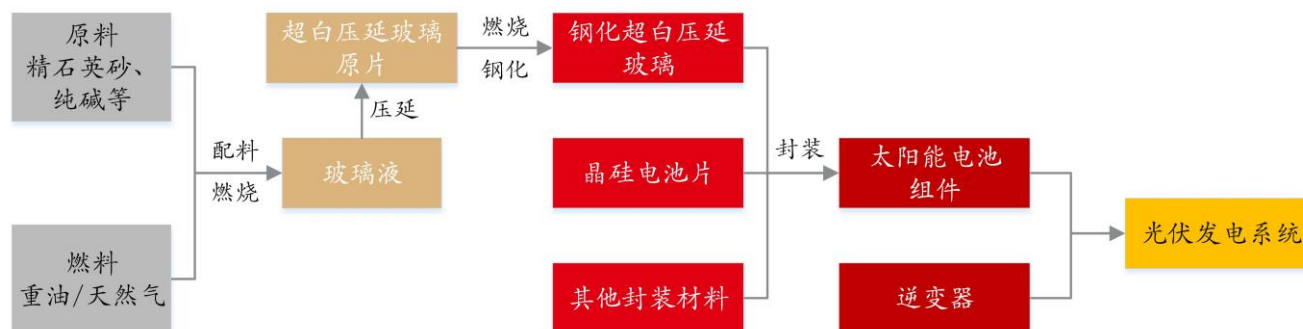 原料
精石英砂、
纯碱等
燃料
重油/天然气
配料
燃烧
玻璃液
压延
超白压延玻璃
原片
燃烧
钢化
钢化超白压延
玻璃
晶硅电池片
其他封装材料
封装
太阳能电池
组件
逆变器
光伏发电系统